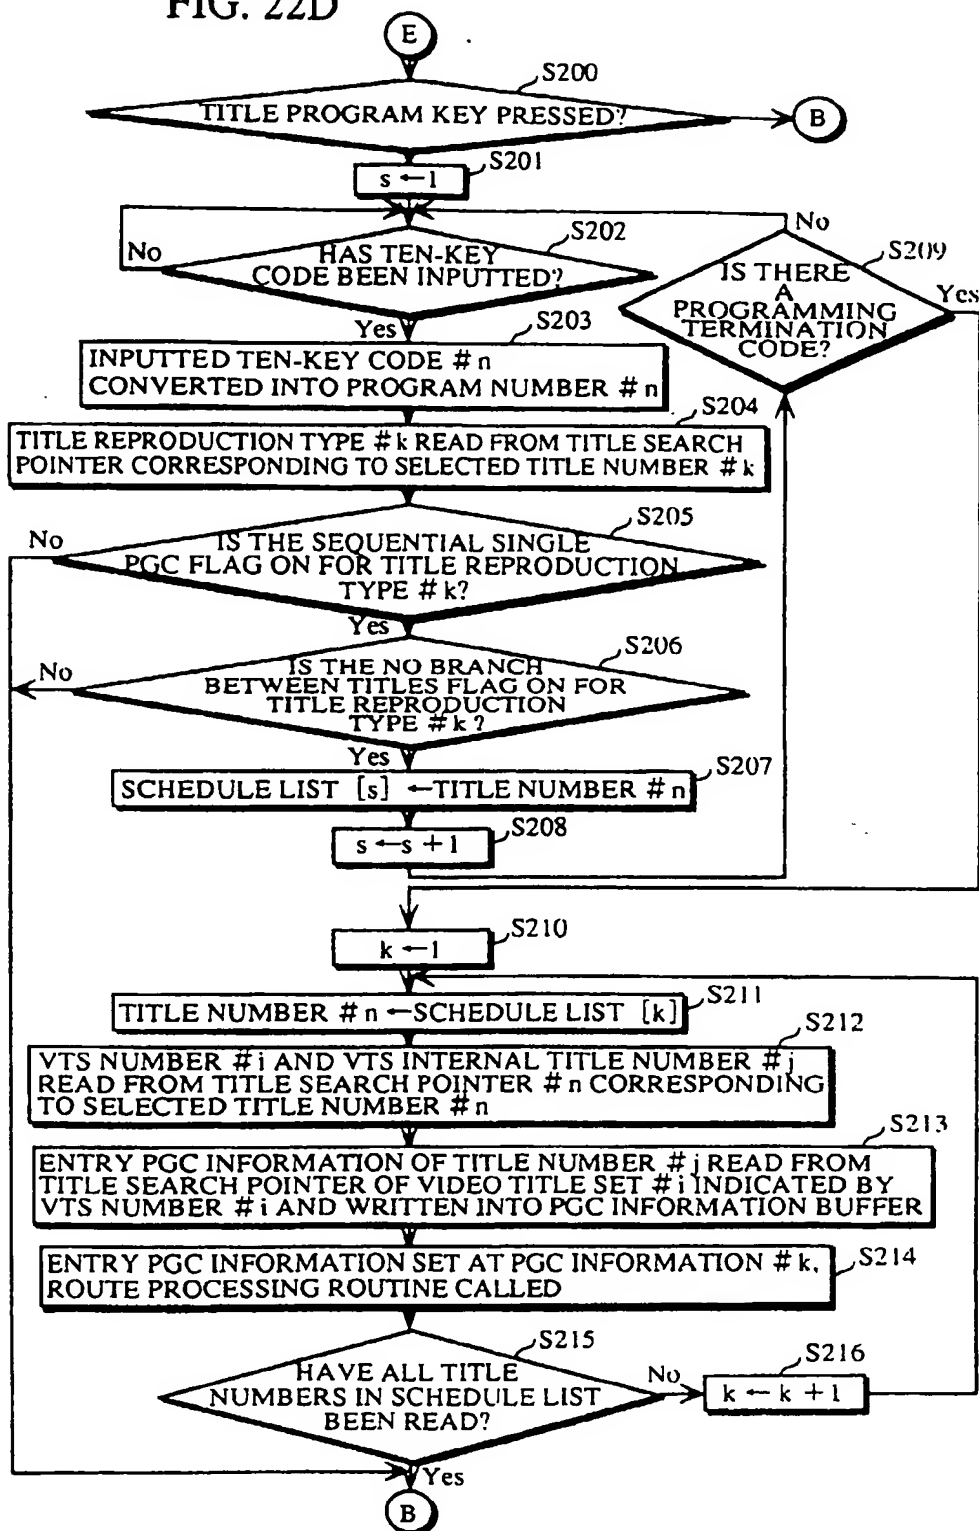 FIG. 22D
E
S200
TITLE PROGRAM KEY PRESSED?
B
S201
s ← 1
No
S202
HAS TEN-KEY
CODE BEEN INPUTTED?
No
S209
IS THERE
A
PROGRAMMING
TERMINATION
CODE?
Yes
Yes
S203
INPUTTED TEN-KEY CODE #n
CONVERTED INTO PROGRAM NUMBER #n
S204
TITLE REPRODUCTION TYPE #k READ FROM TITLE SEARCH
POINTER CORRESPONDING TO SELECTED TITLE NUMBER #k
S205
No
IS THE SEQUENTIAL SINGLE
PGC FLAG ON FOR TITLE REPRODUCTION
TYPE #k?
Yes
S206
No
IS THE NO BRANCH
BETWEEN TITLES FLAG ON FOR
TITLE REPRODUCTION
TYPE #k?
Yes
S207
SCHEDULE LIST [s] ←TITLE NUMBER #n
S208
s ←s + 1
S210
k ←1
S211
TITLE NUMBER #n ←SCHEDULE LIST [k]
S212
VTS NUMBER #i AND VTS INTERNAL TITLE NUMBER #j
READ FROM TITLE SEARCH POINTER #n CORRESPONDING
TO SELECTED TITLE NUMBER #n
S213
ENTRY PGC INFORMATION OF TITLE NUMBER #j READ FROM
TITLE SEARCH POINTER OF VIDEO TITLE SET #i INDICATED BY
VTS NUMBER #i AND WRITTEN INTO PGC INFORMATION BUFFER
ENTRY PGC INFORMATION SET AT PGC INFORMATION #k,
ROUTE PROCESSING ROUTINE CALLED
S214
S215
HAVE ALL TITLE
NUMBERS IN SCHEDULE LIST
BEEN READ?
No
S216
k ← k + 1
Yes
B